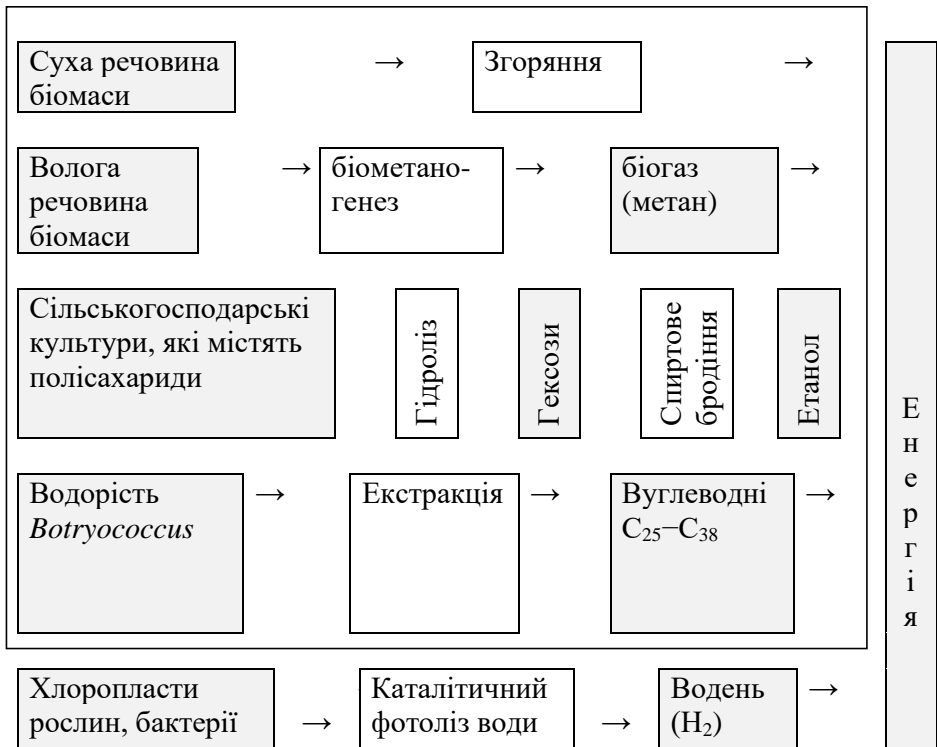 Суха речовина
біомаси
→
Згоряння
→
Волога
речовина
біомаси
→
біометано-
генез
→
біогаз
(метан)
→
Сільськогосподарські
культури, які містять
полісахариди
Гідроліз
Гексози
Спиртове
бродіння
Етанол
Водорість
Botryococcus
→
Екстракція
→
Вуглеводні
C₂₅−C₃₈
→
Хлоропласти
рослин, бактерії
→
Каталітичний
фотоліз води
→
Водень
(H₂)
→
Е
н
е
р
г
і
я